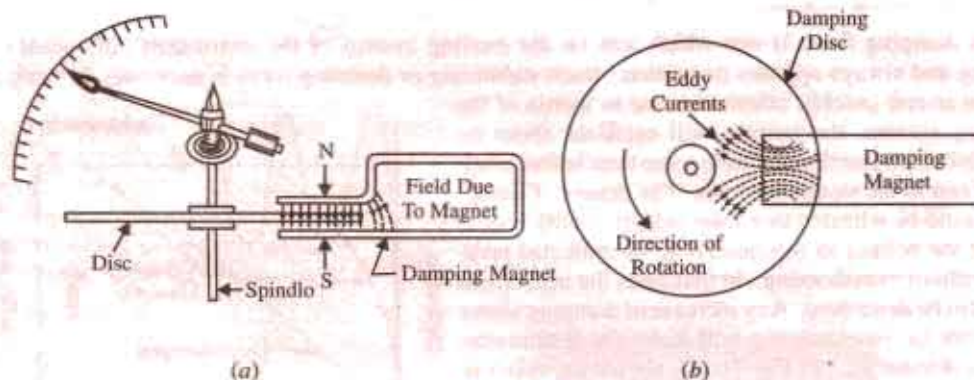 N
Field Due
To Magnet
Disc
S
Damping Magnet
Spindlo
(a)
Damping
Disc
Eddy
Currents
Damping
Magnet
Direction of
Rotation
(b)